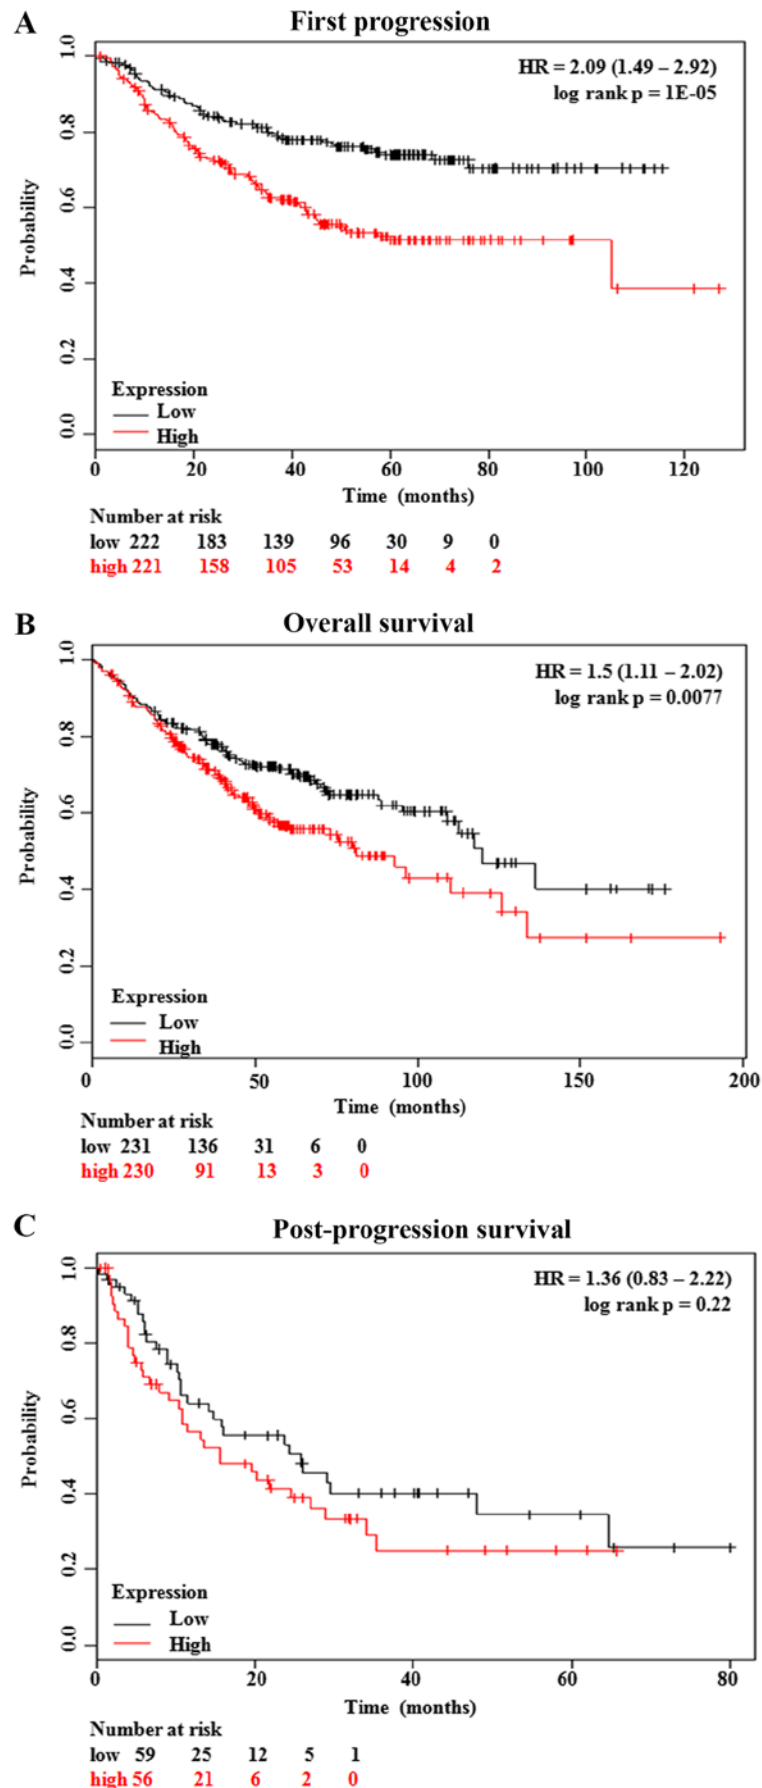 A
First progression
HR = 2.09 (1.49 – 2.92)
log rank p = 1E-05
Probability
1.0
0.8
0.6
0.4
0.2
0.0
Expression
Low
High
0 20 40 60 80 100 120
Time (months)
Number at risk
low 222 183 139 96 30 9 0
high 221 158 105 53 14 4 2
B
Overall survival
HR = 1.5 (1.11 – 2.02)
log rank p = 0.0077
Probability
1.0
0.8
0.6
0.4
0.2
0.0
Expression
Low
High
0 50 100 150 200
Time (months)
Number at risk
low 231 136 31 6 0
high 230 91 13 3 0
C
Post-progression survival
HR = 1.36 (0.83 – 2.22)
log rank p = 0.22
Probability
1.0
0.8
0.6
0.4
0.2
0.0
Expression
Low
High
0 20 40 60 80
Time (months)
Number at risk
low 59 25 12 5 1
high 56 21 6 2 0